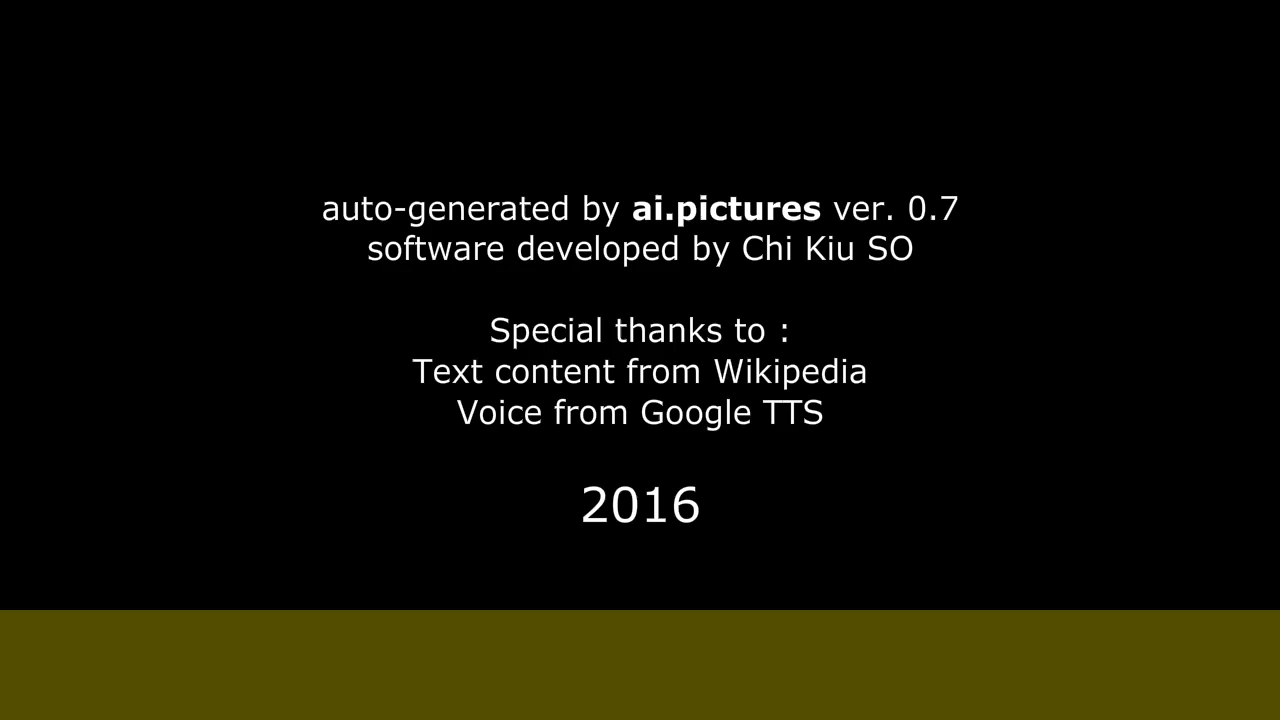 auto-generated by ai.pictures ver. 0.7
software developed by Chi Kiu SO
Special thanks to :
Text content from Wikipedia
Voice from Google TTS
2016